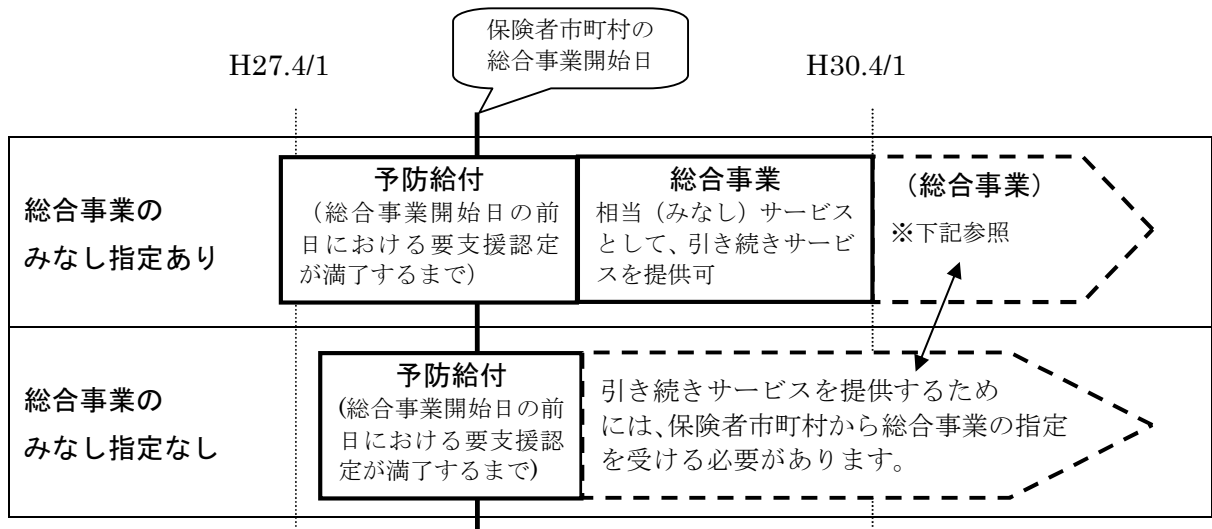 保険者市町村の
総合事業開始日
H27.4/1
H30.4/1
総合事業の
みなし指定あり
予防給付
（総合事業開始日の前
日における要支援認定
が満了するまで）
総合事業
相当（みなし）サービス
として、引き続きサービ
スを提供可
（総合事業）
※下記参照
総合事業の
みなし指定なし
予防給付
(総合事業開始日の前
日における要支援認
定が満了するまで)
引き続きサービスを提供するため
には、保険者市町村から総合事業の指定
を受ける必要があります。